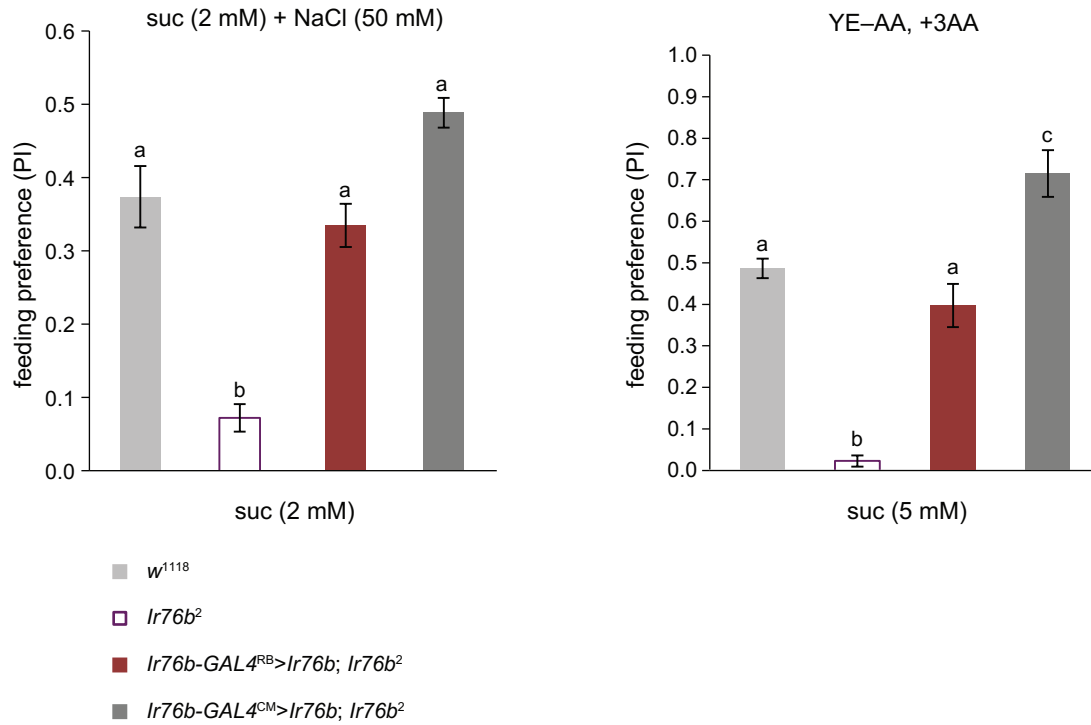 suc (2 mM) + NaCl (50 mM)
feeding preference (PI)
0.6
0.5
0.4
0.3
0.2
0.1
0.0
a
b
a
a
suc (2 mM)
YE–AA, +3AA
feeding preference (PI)
1.0
0.9
0.8
0.7
0.6
0.5
0.4
0.3
0.2
0.1
0.0
a
b
a
c
suc (5 mM)
w¹¹¹⁸
Ir76b²
Ir76b-GAL4ᴿᴮ>Ir76b; Ir76b²
Ir76b-GAL4ᶜᴹ>Ir76b; Ir76b²